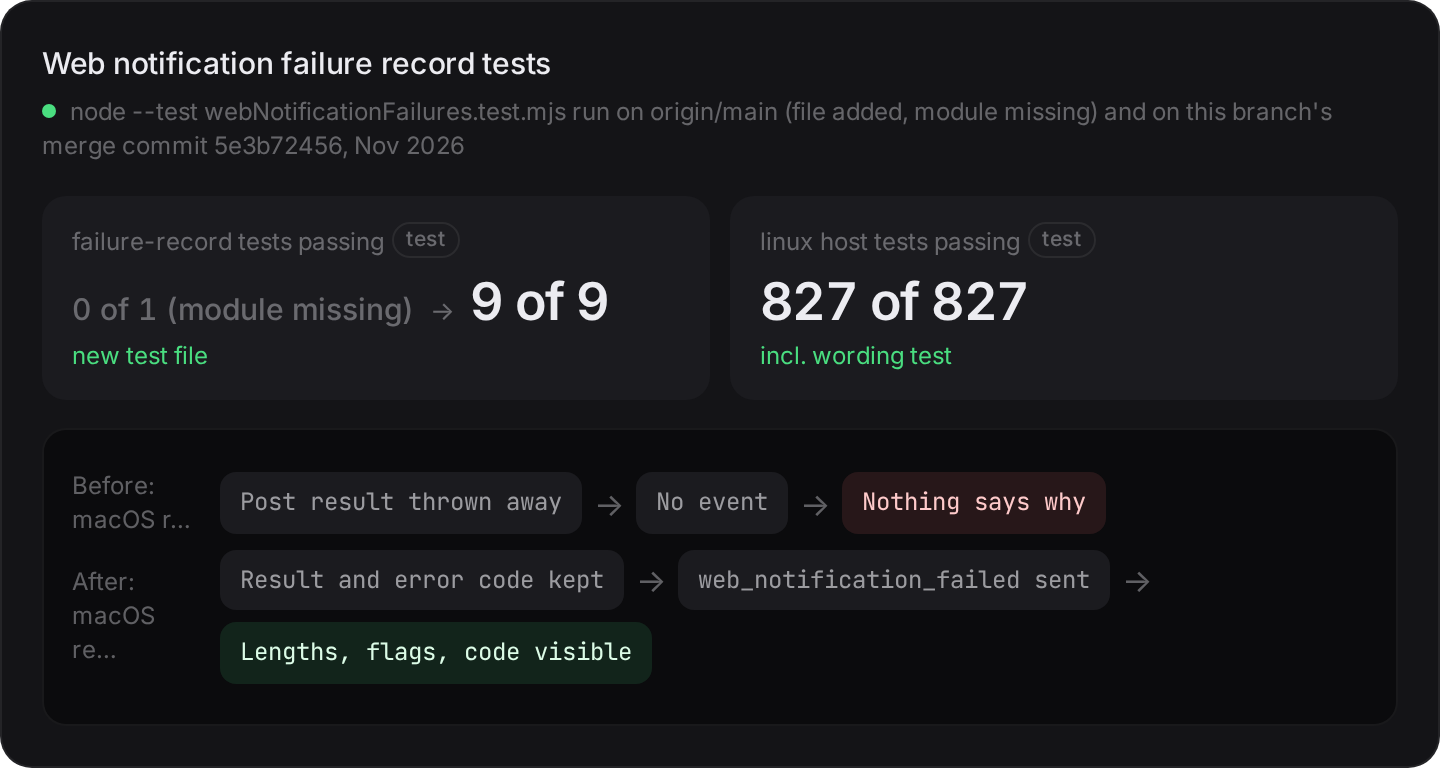 Web notification failure record tests
node --test webNotificationFailures.test.mjs run on origin/main (file added, module missing) and on this branch's
merge commit 5e3b72456, Nov 2026
failure-record tests passing test
0 of 1 (module missing) → 9 of 9
new test file
linux host tests passing test
827 of 827
incl. wording test
Before:
macOS r...
Post result thrown away → No event → Nothing says why
After:
macOS
re...
Result and error code kept → web_notification_failed sent →
Lengths, flags, code visible